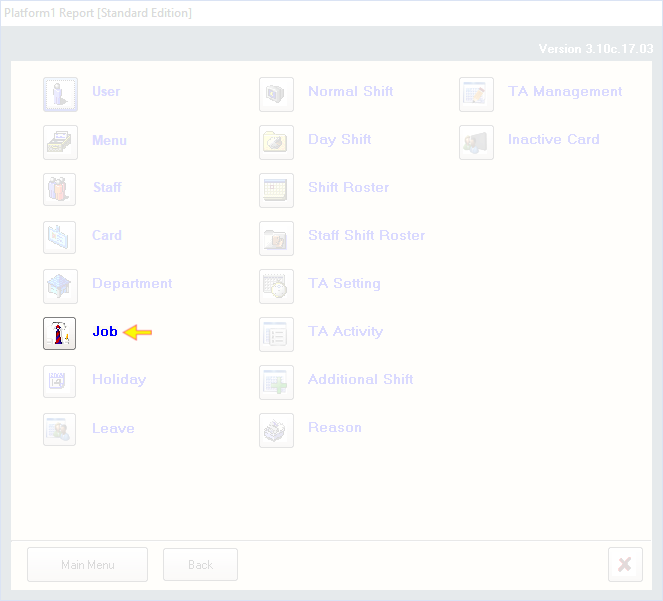 Platform1 Report [Standard Edition]
Version 3.10c.17.03
User
Menu
Staff
Card
Department
Job
Holiday
Leave
Normal Shift
Day Shift
Shift Roster
Staff Shift Roster
TA Setting
TA Activity
Additional Shift
Reason
TA Management
Inactive Card
Main Menu
Back